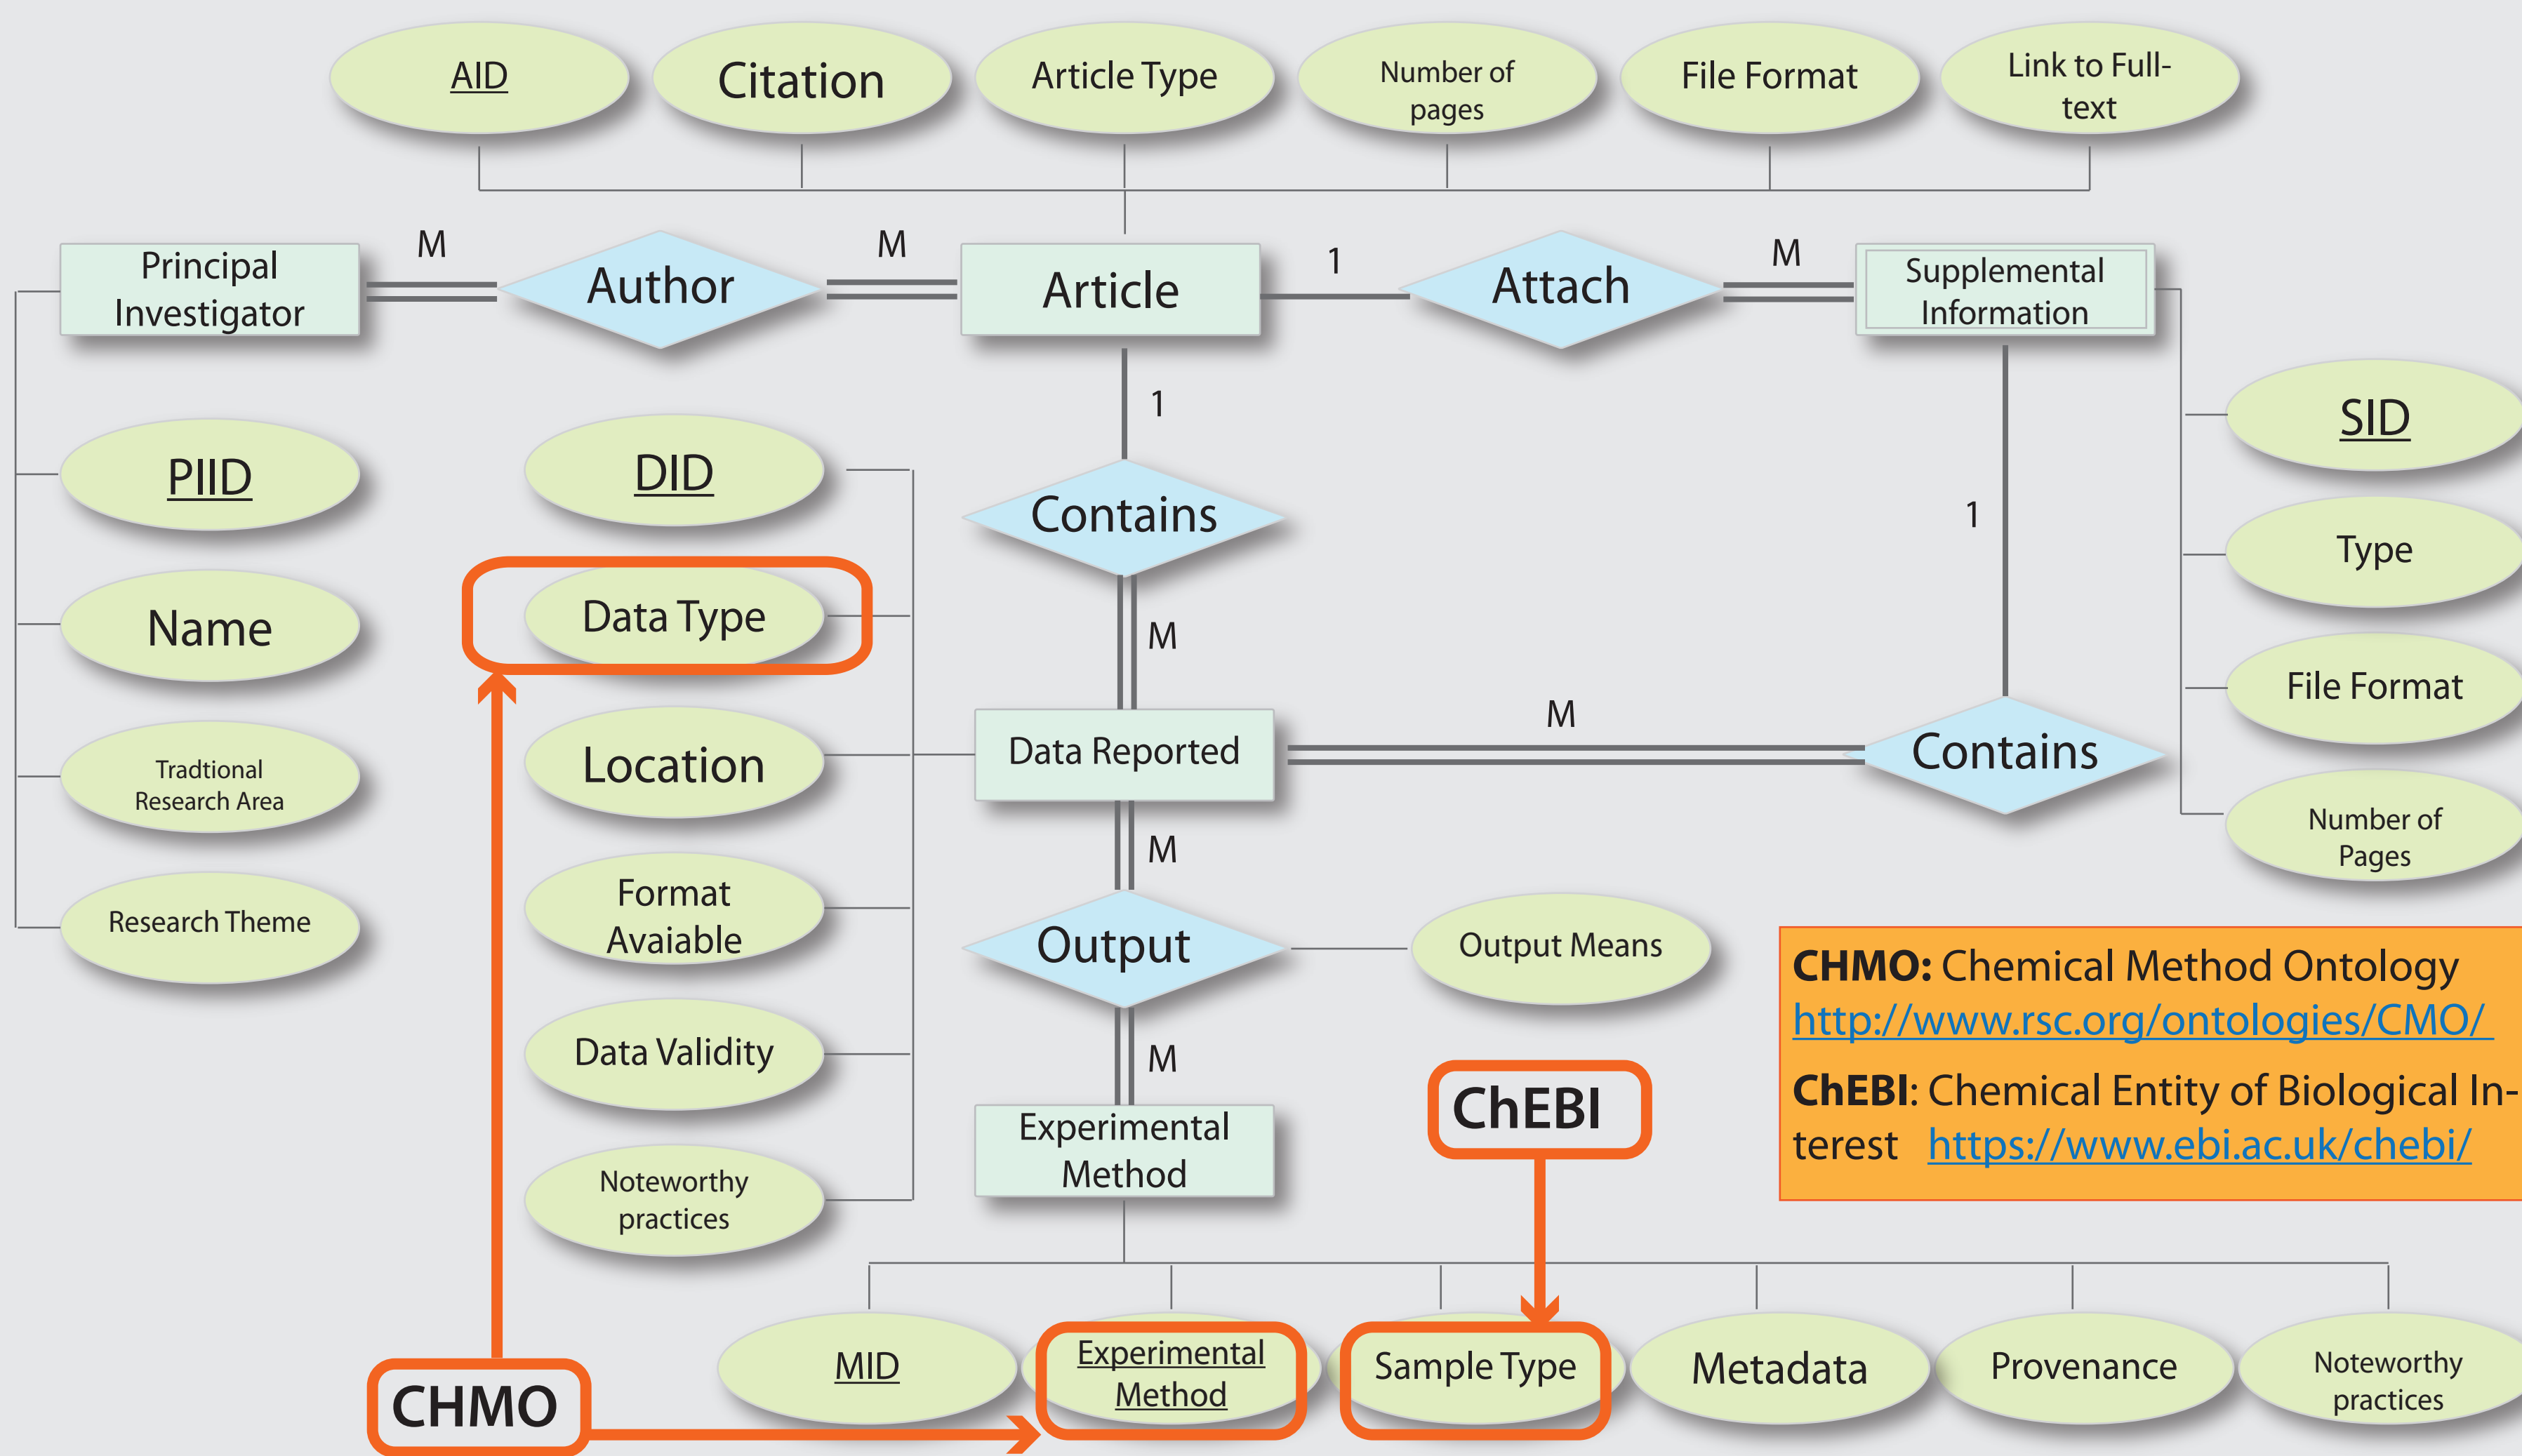 AID
Citation
Article Type
Number of
pages
File Format
Link to Full-
text
Principal
Investigator
M
Author
M
Article
1
Attach
M
Supplemental
Information
1
PIID
Name
Tradtional
Research Area
Research Theme
DID
Data Type
Location
Format
Avaiable
Data Validity
Noteworthy
practices
Contains
M
Data Reported
M
Contains
1
SID
Type
File Format
Number of
Pages
M
Output
Output Means
M
Experimental
Method
ChEBI
CHMO: Chemical Method Ontology
http://www.rsc.org/ontologies/CMO/
ChEBI: Chemical Entity of Biological In-
terest https://www.ebi.ac.uk/chebi/
CHMO
MID
Experimental
Method
Sample Type
Metadata
Provenance
Noteworthy
practices